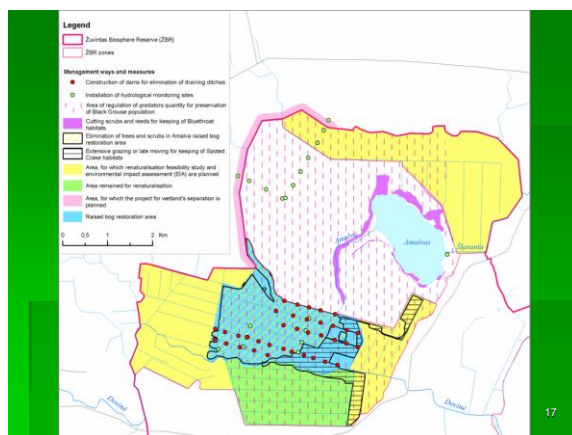 Legend
Žuvintas Biosphere Reserve (ŽBR)
ŽBR zones
Management ways and measures
Construction of dams for elimination of draining ditches
Installation of hydrological monitoring sites
Area of regulation of predators quantity for preservation
of Black Grouse population
Cutting scrubs and reeds for keeping of Bluethroat
habitats
Elimination of trees and scrubs in Amalva raised bog
restoration area
Extensive grazing or late moving for keeping of Spotted
Crake habitats
Area, for which renaturalisation feasibility study and
environmental impact assessment (EIA) are planned
Area remained for renaturalisation
Area, for which the project for wetland's separation is
planned
Raised bog restoration area
0 0,5 1 2 Km
Amalvė
Amalvas
Šlavanta
Dovinė
Dovinė
17